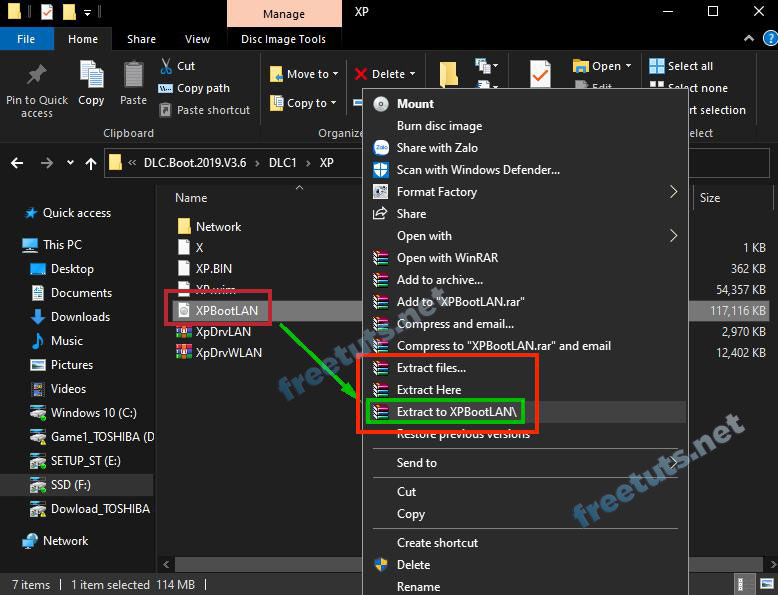 Manage
XP
File
Home
Share
View
Disc Image Tools
Pin to Quick access
Copy
Paste
Cut
Copy path
Paste shortcut
Clipboard
Move to
Copy to
Delete
Organize
Open
Edit
Select all
Select none
DLC.Boot.2019.V3.6
DLC1
XP
Quick access
This PC
Desktop
Documents
Downloads
Music
Pictures
Videos
Windows 10 (C:)
Game1_TOSHIBA (D
SETUP_ST (E:)
SSD (F:)
Dowload_TOSHIBA
Network
Name
Size
Network
X
1 KB
XP.BIN
362 KB
XP.wim
54,357 KB
XPBootLAN
117,116 KB
XpDrvLAN
2,970 KB
XpDrvWLAN
12,402 KB
Mount
Burn disc image
Share with Zalo
Scan with Windows Defender...
Format Factory
Share
Open with
Open with WinRAR
Add to archive...
Add to "XPBootLAN.rar"
Compress and email...
Compress to "XPBootLAN.rar" and email
Extract files...
Extract Here
Extract to XPBootLAN\
Restore previous versions
Send to
Cut
Copy
Create shortcut
Delete
Rename
freetuts.net
freetuts.net
7 items
1 item selected 114 MB